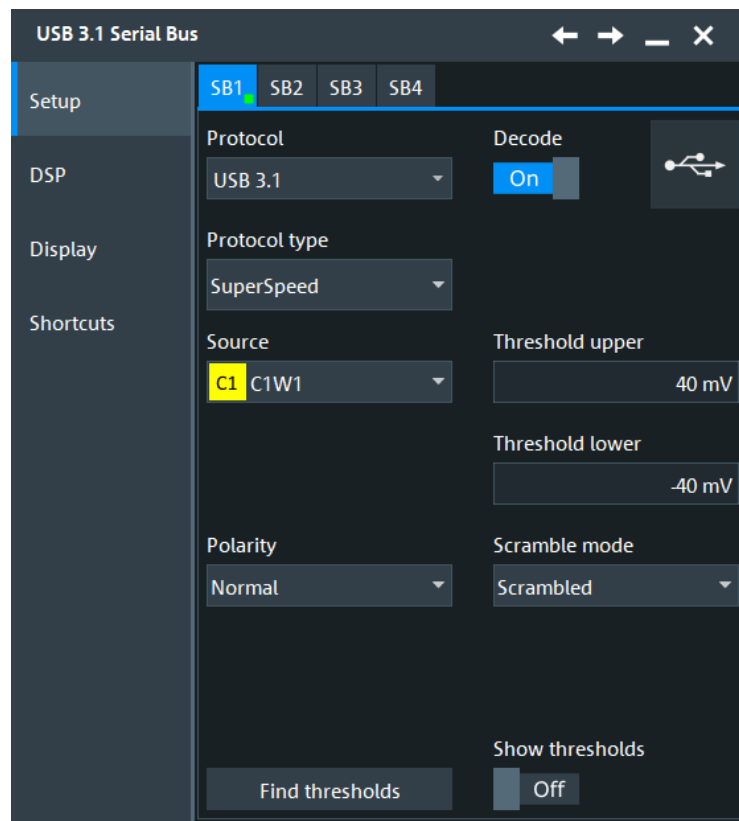 USB 3.1 Serial Bus
Setup
DSP
Display
Shortcuts
SB1 SB2 SB3 SB4
Protocol
USB 3.1
Decode
On
Protocol type
SuperSpeed
Source
C1 C1W1
Threshold upper
40 mV
Threshold lower
-40 mV
Polarity
Normal
Scramble mode
Scrambled
Find thresholds
Show thresholds
Off